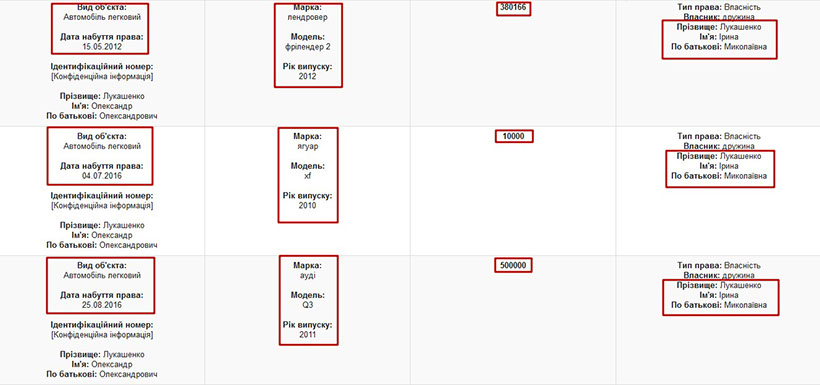 Вид об'єкта:
Автомобіль легковий
Дата набуття права:
15.05.2012
Ідентифікаційний номер:
[Конфіденційна інформація]
Прізвище: Лукашенко
Ім'я: Олександр
По батькові: Олександрович
Марка:
лендровер
Модель:
фрілендер 2
Рік випуску:
2012
380166
Тип права: Власність
Власник: дружина
Прізвище: Лукашенко
Ім'я: Ірина
По батькові: Миколаївна
Вид об'єкта:
Автомобіль легковий
Дата набуття права:
04.07.2016
Ідентифікаційний номер:
[Конфіденційна інформація]
Прізвище: Лукашенко
Ім'я: Олександр
По батькові: Олександрович
Марка:
ягуар
Модель:
xf
Рік випуску:
2010
10000
Тип права: Власність
Власник: дружина
Прізвище: Лукашенко
Ім'я: Ірина
По батькові: Миколаївна
Вид об'єкта:
Автомобіль легковий
Дата набуття права:
25.08.2016
Ідентифікаційний номер:
[Конфіденційна інформація]
Прізвище: Лукашенко
Ім'я: Олександр
По батькові: Олександрович
Марка:
ауді
Модель:
Q3
Рік випуску:
2011
500000
Тип права: Власність
Власник: дружина
Прізвище: Лукашенко
Ім'я: Ірина
По батькові: Миколаївна